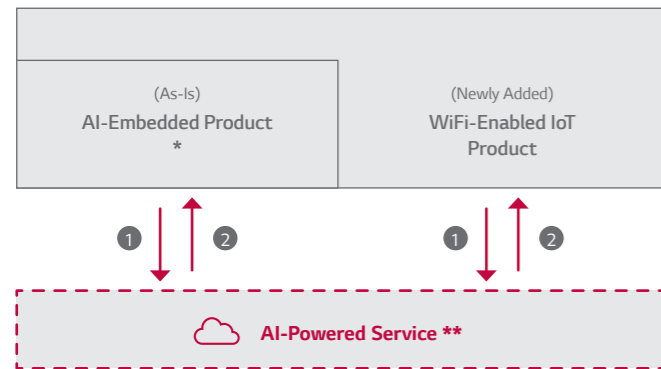 (As-Is)
AI-Embedded Product
*
(Newly Added)
WiFi-Enabled IoT
Product
1
2
1
2
AI-Powered Service **